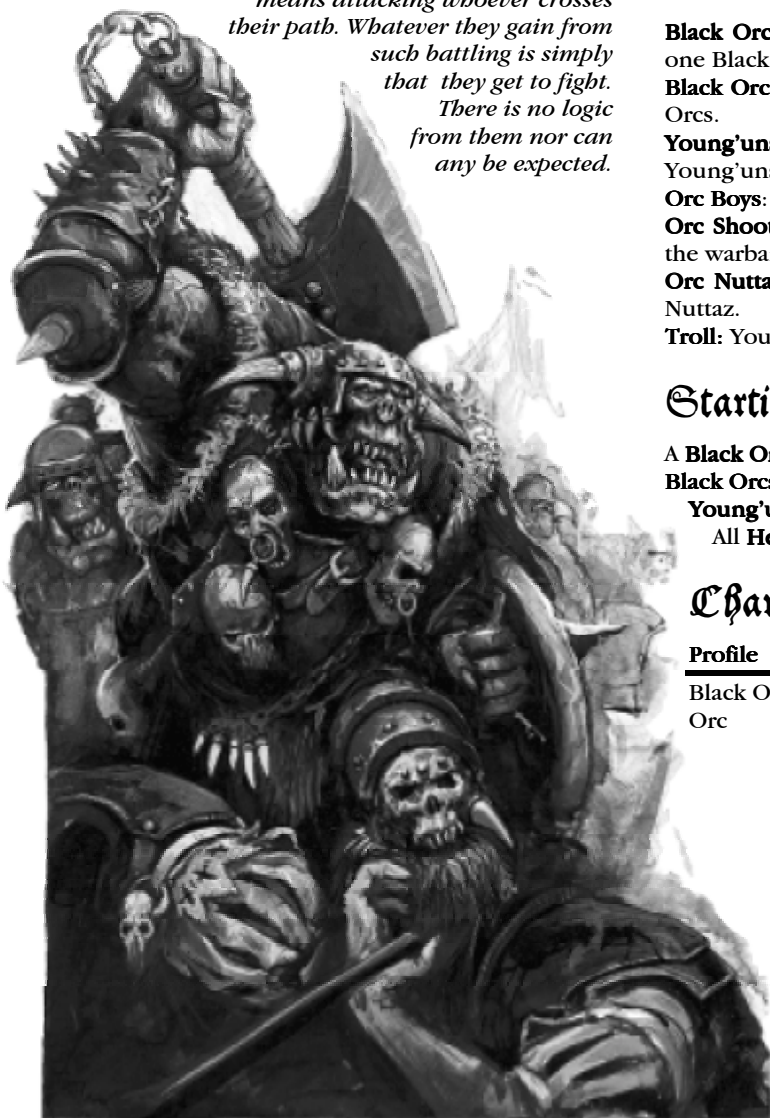 means attacking whoever crosses
their path. Whatever they gain from
such battling is simply
that they get to fight.
There is no logic
from them nor can
any be expected.
Black Orc
one Black
Black Orc
Orcs.
Young'uns
Young'uns
Orc Boys:
Orc Shoot
the warba
Orc Nutta
Nuttaz.
Troll: You
Starti
A Black Or
Black Orcs
Young'u
All He
Char
Profile
Black O
Orc